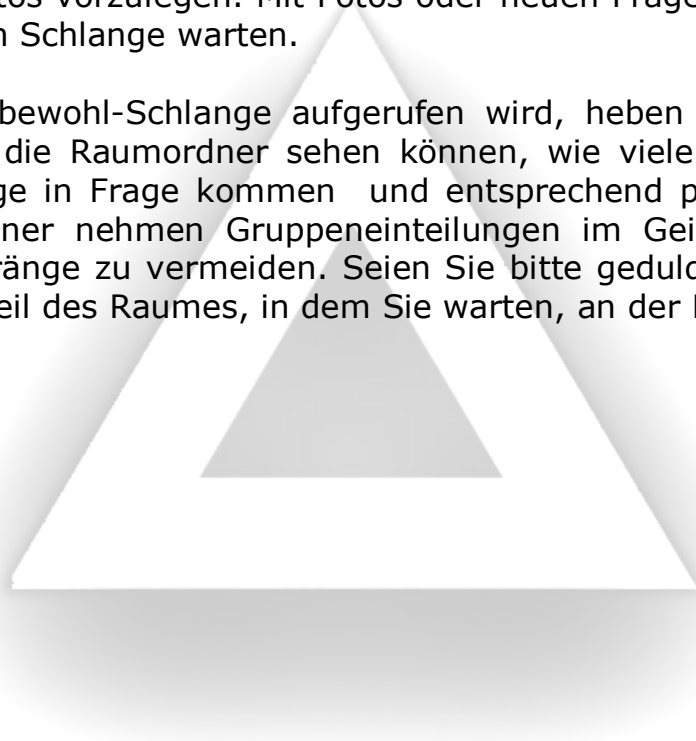 tos vorzulegen. Mit Fotos oder neuen Frage
n Schlange warten.
bewohl-Schlange aufgerufen wird, heben
die Raumordner sehen können, wie viele
ge in Frage kommen und entsprechend p
ner nehmen Gruppeneinteilungen im Gei
ränge zu vermeiden. Seien Sie bitte geduld
eil des Raumes, in dem Sie warten, an der